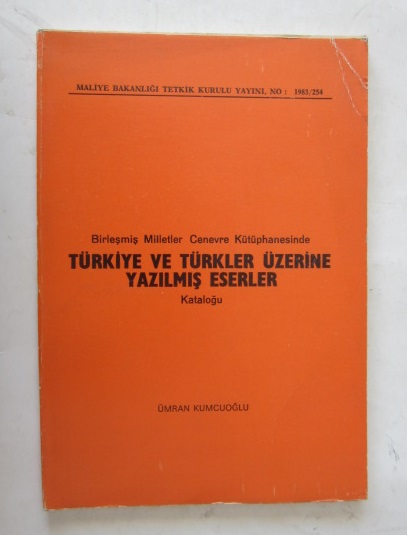 MALİYE BAKANLIĞI TETKİK KURULU YAYINI, NO : 1983/254
Birleşmiş Milletler Cenevre Kütüphanesinde
TÜRKİYE VE TÜRKLER ÜZERİNE
YAZILMIŞ ESERLER
Kataloğu
ÜMRAN KUMCUOĞLU